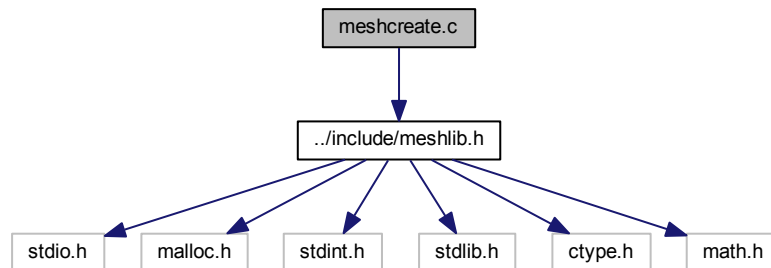 meshcreate.c
../include/meshlib.h
stdio.h malloc.h stdint.h stdlib.h ctype.h math.h